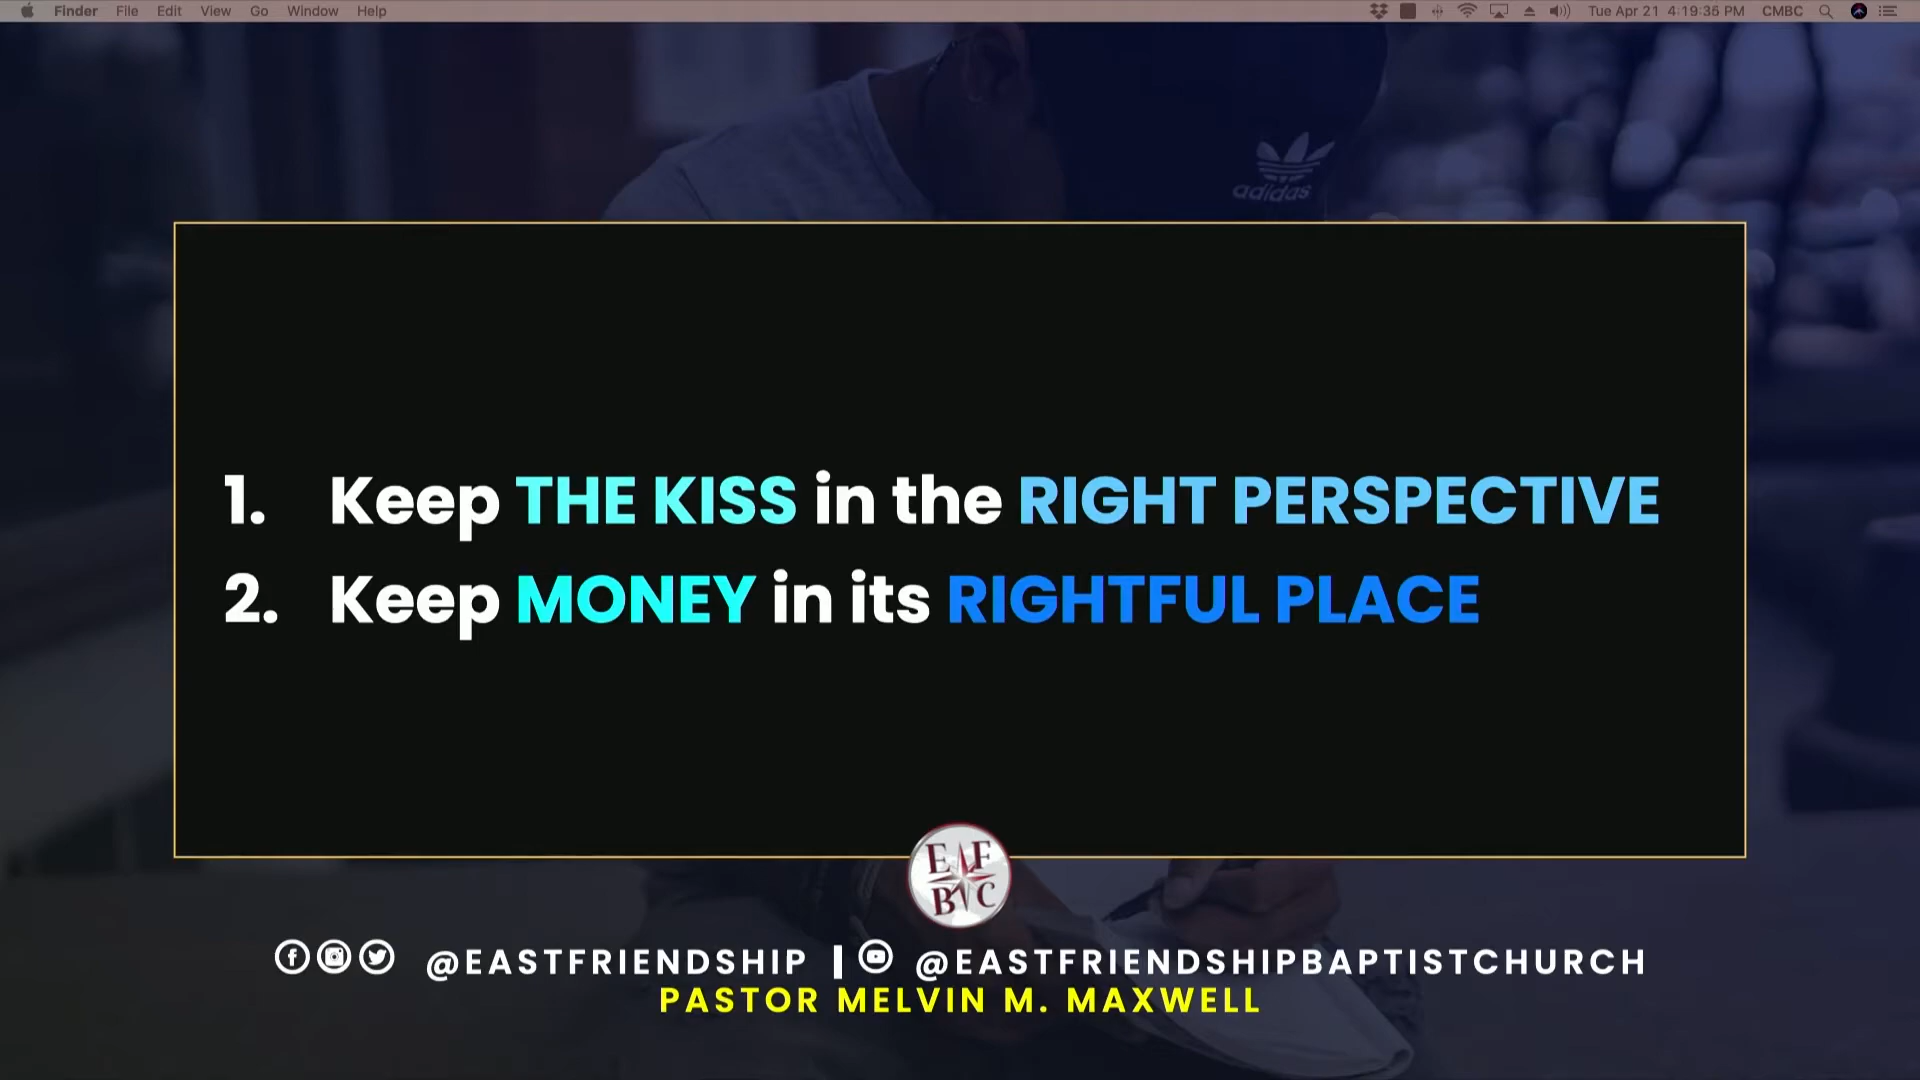 Finder File Edit View Go Window Help Tue Apr 21 4:19:35 PM CMBC
adidas
1. Keep THE KISS in the RIGHT PERSPECTIVE
2. Keep MONEY in its RIGHTFUL PLACE
E F
B C
@EASTFRIENDSHIP | @EASTFRIENDSHIPBAPTISTCHURCH
PASTOR MELVIN M. MAXWELL